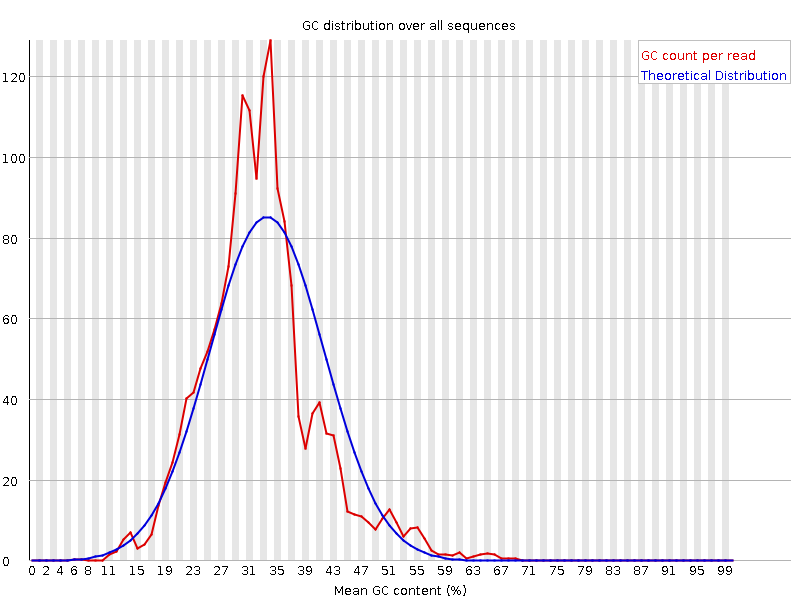 GC distribution over all sequences
GC count per read
Theoretical Distribution
120
100
80
60
40
20
0
0 2 4 6 8 11 15 19 23 27 31 35 39 43 47 51 55 59 63 67 71 75 79 83 87 91 95 99
Mean GC content (%)